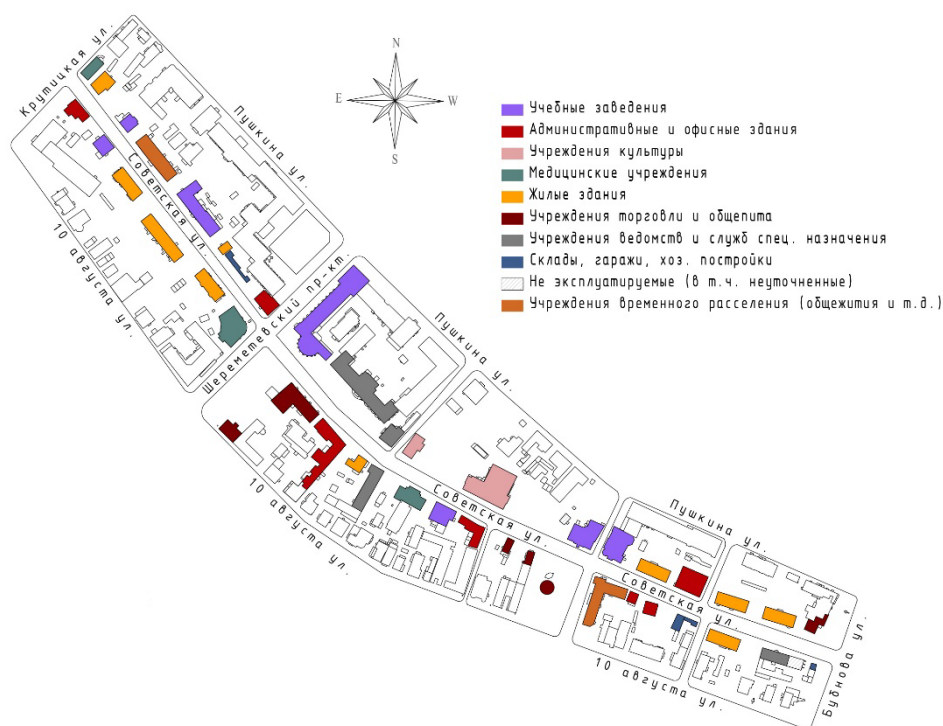 Крутицкая ул.
N
E
W
S
Пушкина ул.
Советская ул.
10 августа ул.
Шереметевский пр-кт.
Пушкина ул.
10 августа ул.
Советская ул.
Пушкина ул.
Советская ул.
10 августа ул.
Бубнова ул.
Учебные заведения
Административные и офисные здания
Учреждения культуры
Медицинские учреждения
Жилые здания
Учреждения торговли и общепита
Учреждения ведомств и служб спец. назначения
Склады, гаражи, хоз. постройки
Не эксплуатируемые (в т.ч. неуточненные)
Учреждения временного расселения (общежития и т.д.)